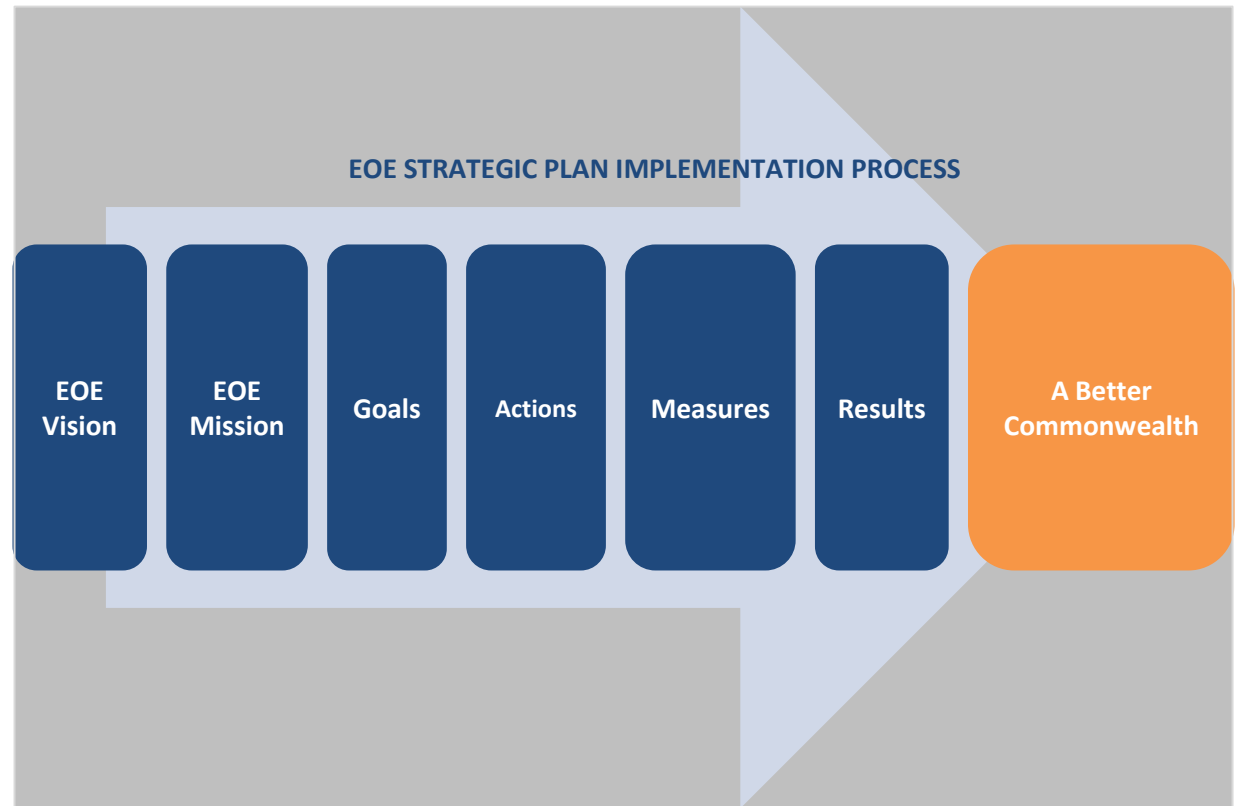 EOE STRATEGIC PLAN IMPLEMENTATION PROCESS
EOE
Vision
EOE
Mission
Goals
Actions
Measures
Results
A Better
Commonwealth